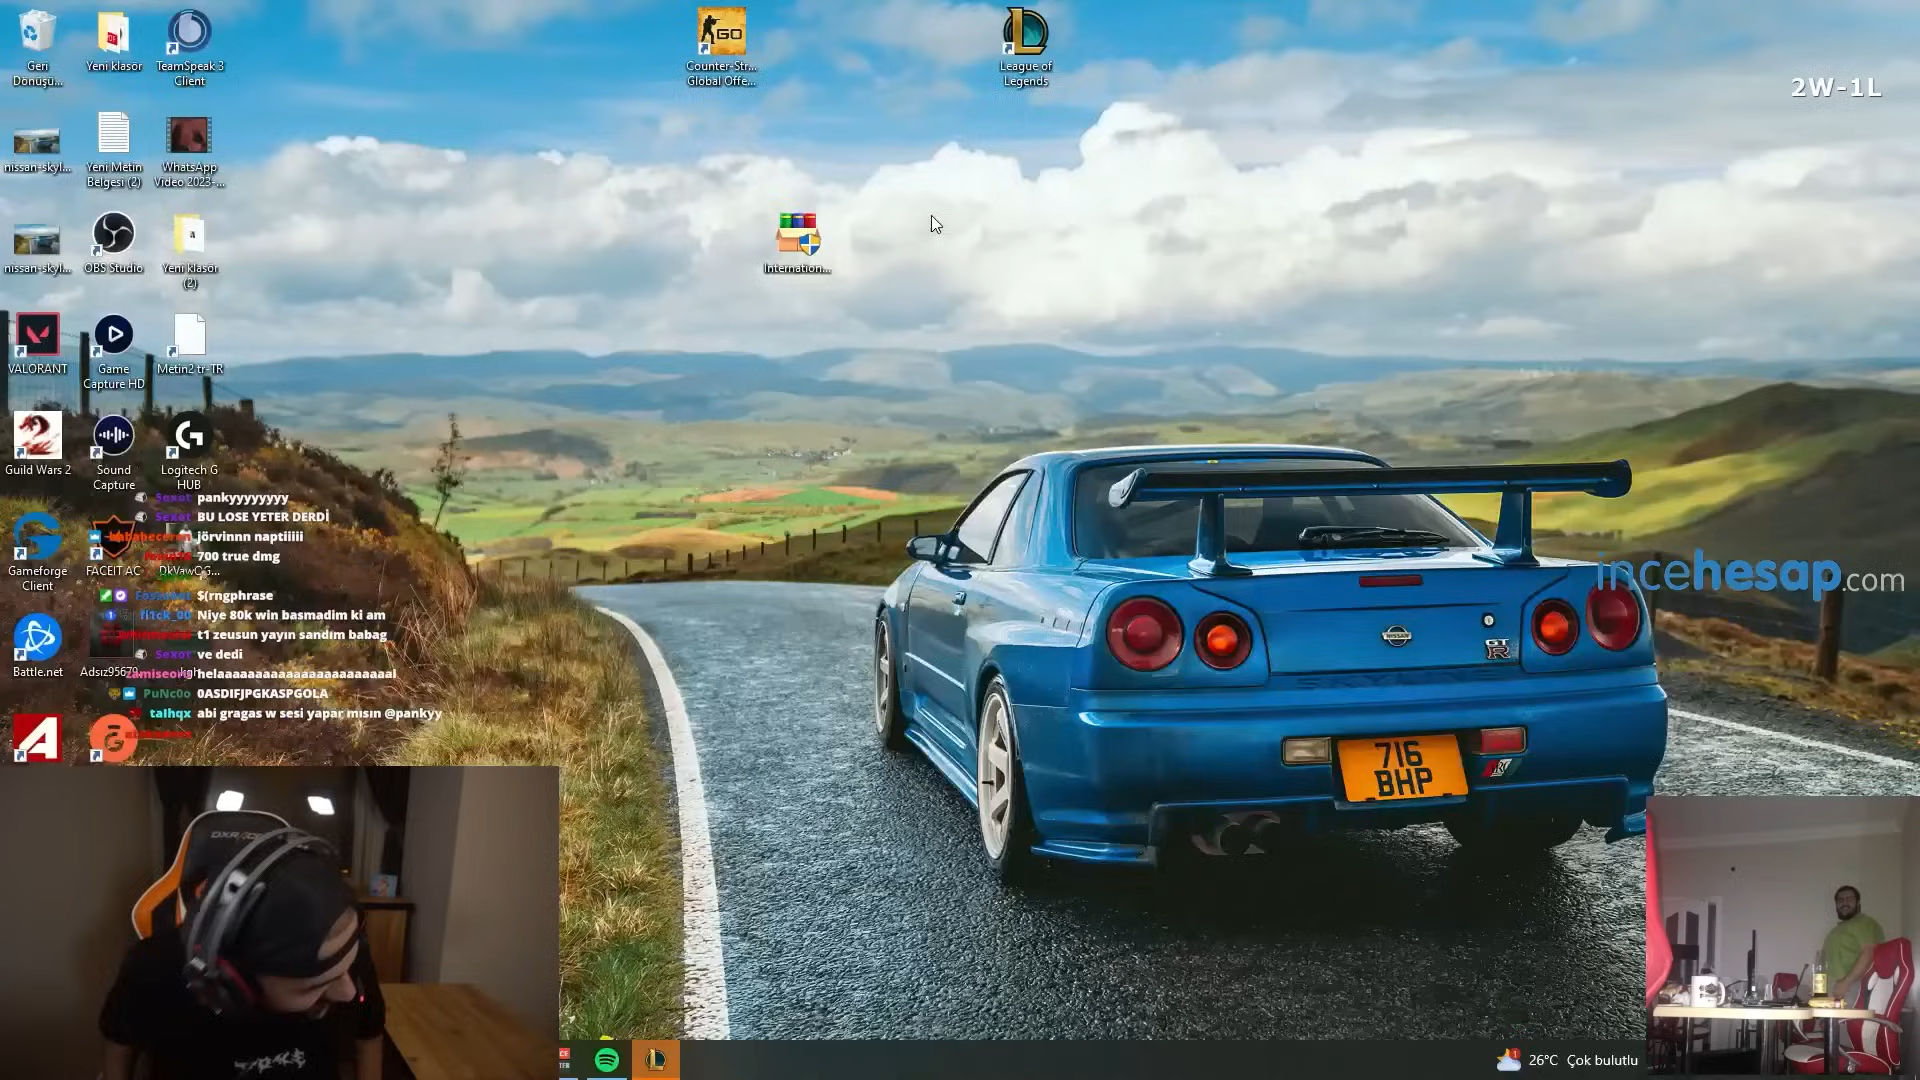 Geri
Dönüşü...
Yeni klasör
TeamSpeak 3
Client
Counter-Str...
Global Offe...
League of
Legends
2W-1L
nissan-skyl...
Yeni Metin
Belgesi (2)
WhatsApp
Video 2023-...
nissan-skyl...
OBS Studio
Yeni klasör
(2)
Internation...
VALORANT
Game
Capture HD
Metin2 tr-TR
Guild Wars 2
Sound
Capture
Logitech G
HUB
Sexot pankyyyyyyyy
Sexot BU LOSE YETER DERDİ
jörvinnn naptiiiii
700 true dmg
Gameforge
Client
FACEIT AC
$(rngphrase
fl1ck_00 Niye 80k win basmadim ki am
t1 zeusun yayın sandım babag
Sexot ve dedi
Battle.net
helaaaaaaaaaaaaaaaaaaaaaaal
PuNc0o 0ASDIFJPGKASPGOLA
talhqx abi gragas w sesi yapar mısın @pankyy
incehesap.com
NISSAN
GT
R
716
BHP
DXRACER
26°C Çok bulutlu